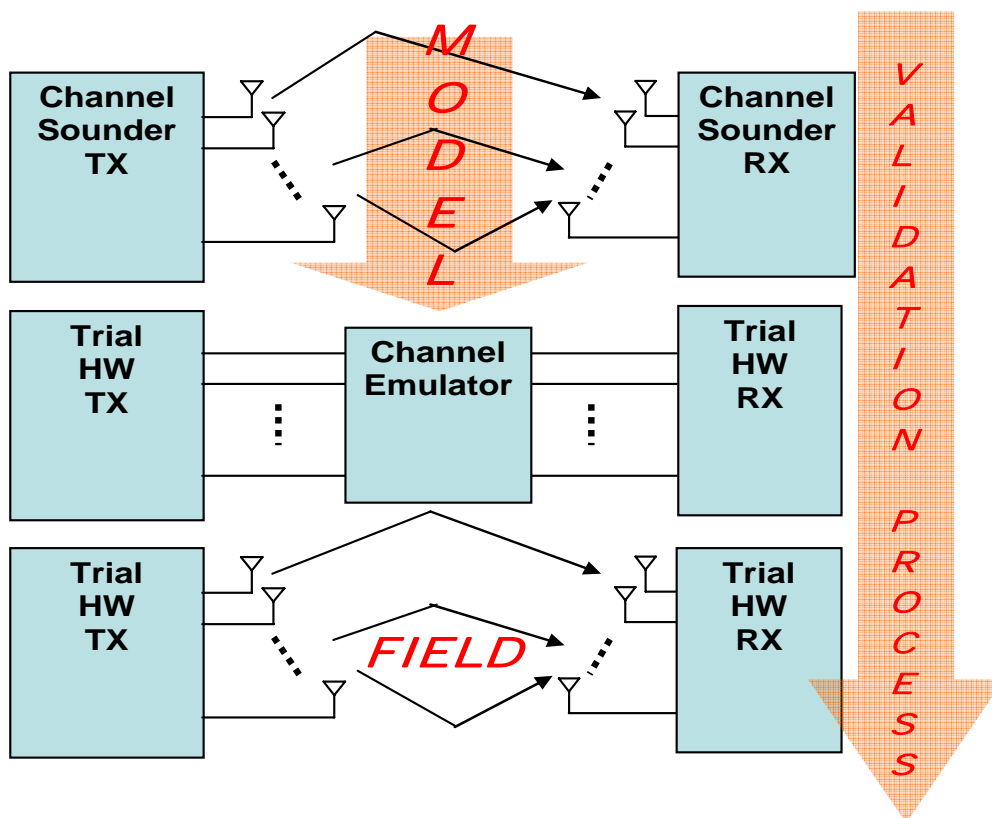 Channel
Sounder
TX
MODEL
Channel
Sounder
RX
VALIDATION PROCESS
Trial
HW
TX
Channel
Emulator
Trial
HW
RX
Trial
HW
TX
FIELD
Trial
HW
RX